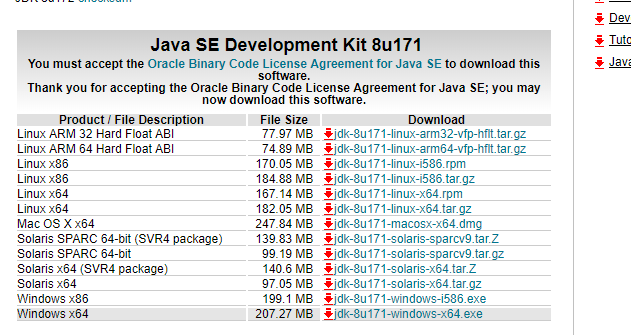 JDK 8u172 checksum
Dev
Tuto
Java
Java SE Development Kit 8u171
You must accept the Oracle Binary Code License Agreement for Java SE to download this
software.
Thank you for accepting the Oracle Binary Code License Agreement for Java SE; you may
now download this software.
Product / File Description File Size Download
Linux ARM 32 Hard Float ABI 77.97 MB jdk-8u171-linux-arm32-vfp-hflt.tar.gz
Linux ARM 64 Hard Float ABI 74.89 MB jdk-8u171-linux-arm64-vfp-hflt.tar.gz
Linux x86 170.05 MB jdk-8u171-linux-i586.rpm
Linux x86 184.88 MB jdk-8u171-linux-i586.tar.gz
Linux x64 167.14 MB jdk-8u171-linux-x64.rpm
Linux x64 182.05 MB jdk-8u171-linux-x64.tar.gz
Mac OS X x64 247.84 MB jdk-8u171-macosx-x64.dmg
Solaris SPARC 64-bit (SVR4 package) 139.83 MB jdk-8u171-solaris-sparcv9.tar.Z
Solaris SPARC 64-bit 99.19 MB jdk-8u171-solaris-sparcv9.tar.gz
Solaris x64 (SVR4 package) 140.6 MB jdk-8u171-solaris-x64.tar.Z
Solaris x64 97.05 MB jdk-8u171-solaris-x64.tar.gz
Windows x86 199.1 MB jdk-8u171-windows-i586.exe
Windows x64 207.27 MB jdk-8u171-windows-x64.exe